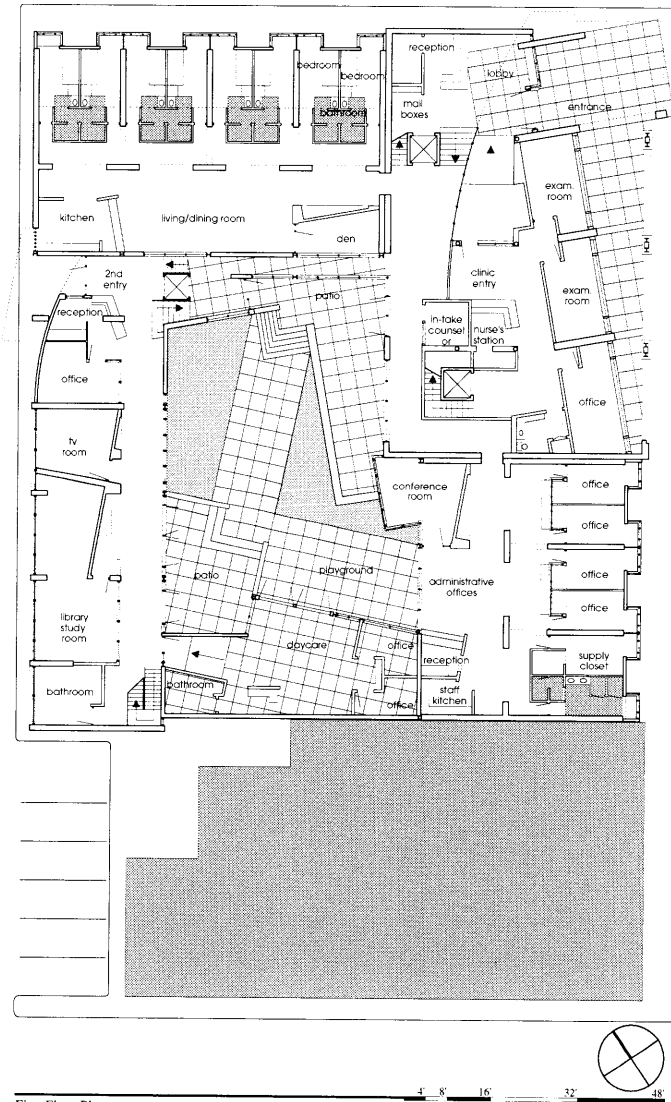 reception
lobby
bedroom
bedroom
bathroom
mail
boxes
entrance
exam.
room
kitchen
living/dining room
den
clinic
entry
2nd
entry
patio
exam.
room
reception
in-take
counsel
or
nurse's
station
office
office
tv
room
conference
room
office
office
patio
playground
administrative
offices
office
office
library
study
room
daycare
office
reception
supply
closet
bathroom
bathroom
staff
kitchen
office
4' 8' 16' 32' 48'